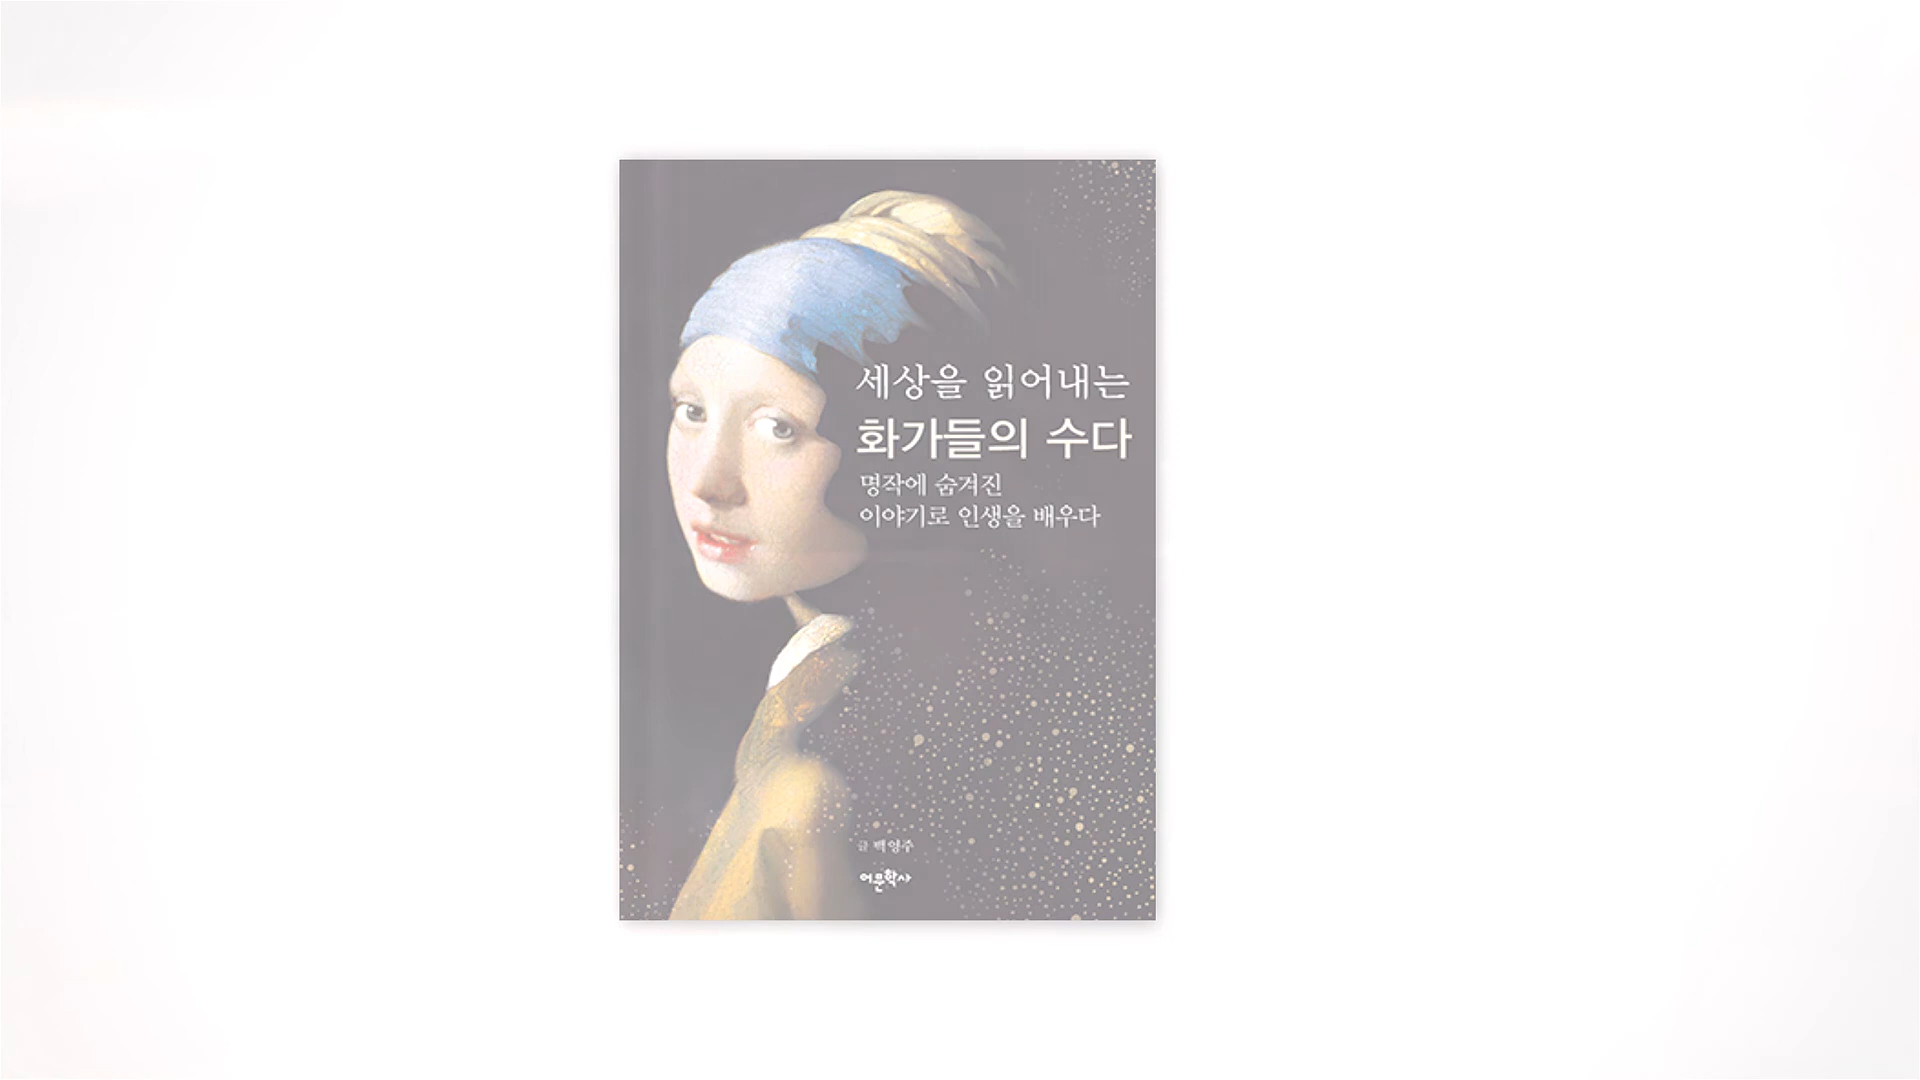 세상을 읽어내는
화가들의 수다
명작에 숨겨진
이야기로 인생을 배우다
글 백영주
어문학사